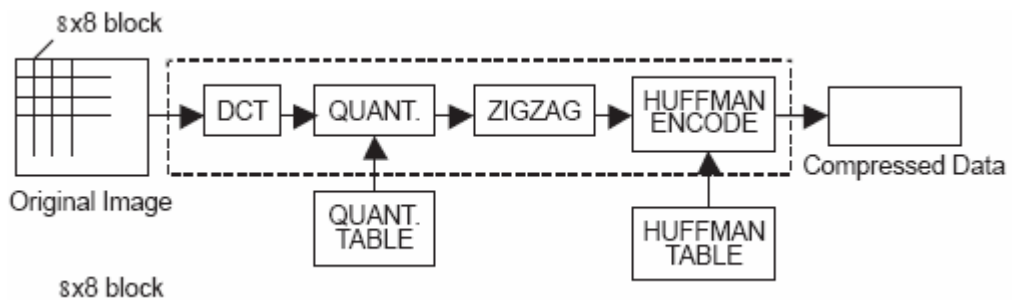 8x8 block
DCT
QUANT.
ZIGZAG
HUFFMAN
ENCODE
Compressed Data
Original Image
QUANT.
TABLE
HUFFMAN
TABLE
8x8 block